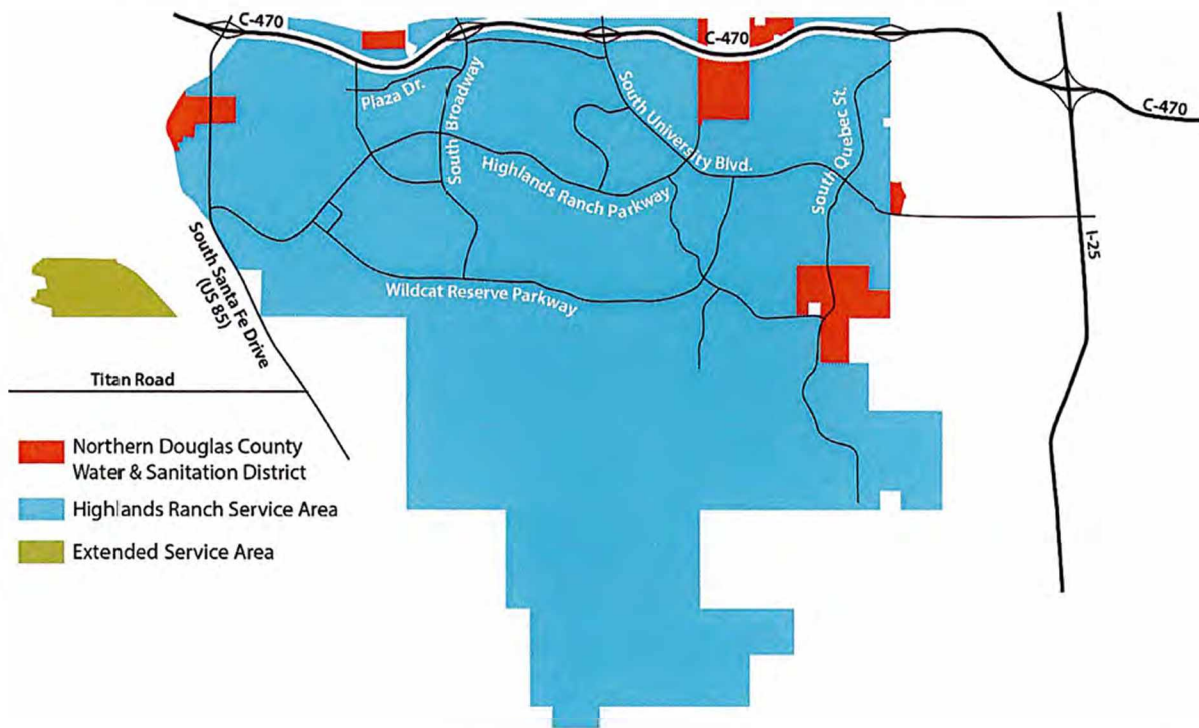 C-470
C-470
C-470
Plaza Dr.
South Broadway
South University Blvd.
South Quebec St.
Highlands Ranch Parkway
Wildcat Reserve Parkway
South Santa Fe Drive
(US 85)
I-25
Titan Road
Northern Douglas County
Water & Sanitation District
Highlands Ranch Service Area
Extended Service Area